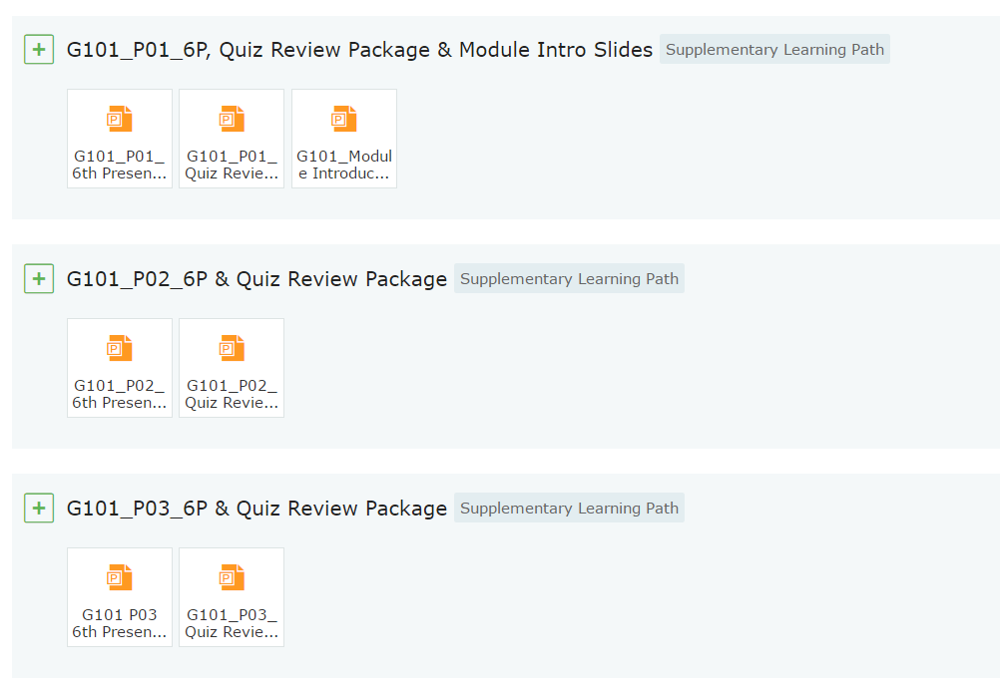 G101_P01_6P, Quiz Review Package & Module Intro Slides Supplementary Learning Path
G101_P01_
6th Presen...
G101_P01_
Quiz Revie...
G101_Modul
e Introduc...
G101_P02_6P & Quiz Review Package Supplementary Learning Path
G101_P02_
6th Presen...
G101_P02_
Quiz Revie...
G101_P03_6P & Quiz Review Package Supplementary Learning Path
G101 P03
6th Presen...
G101_P03_
Quiz Revie...